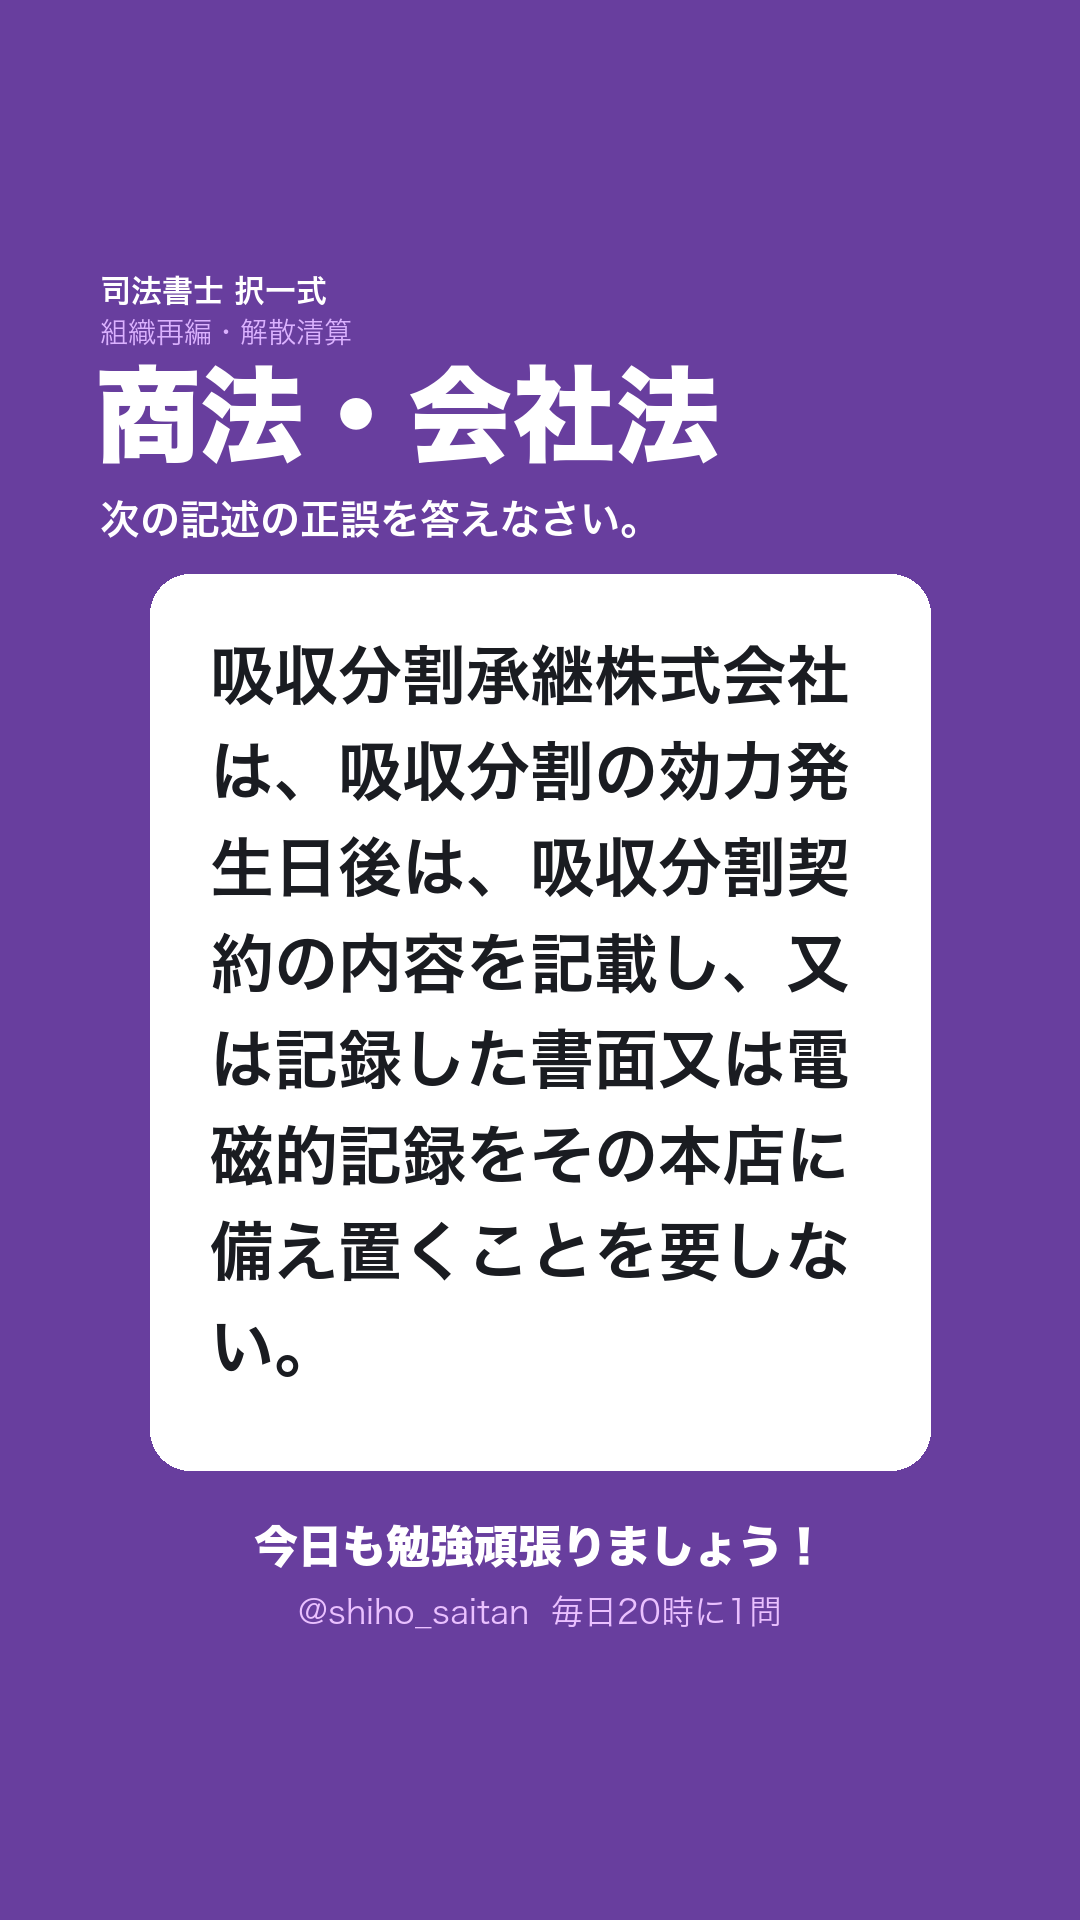 司法書士 択一式
組織再編・解散清算
商法・会社法
次の記述の正誤を答えなさい。
吸収分割承継株式会社
は、吸収分割の効力発
生日後は、吸収分割契
約の内容を記載し、又
は記録した書面又は電
磁的記録をその本店に
備え置くことを要しな
い。
今日も勉強頑張りましょう！
@shiho_saitan 毎日20時に1問